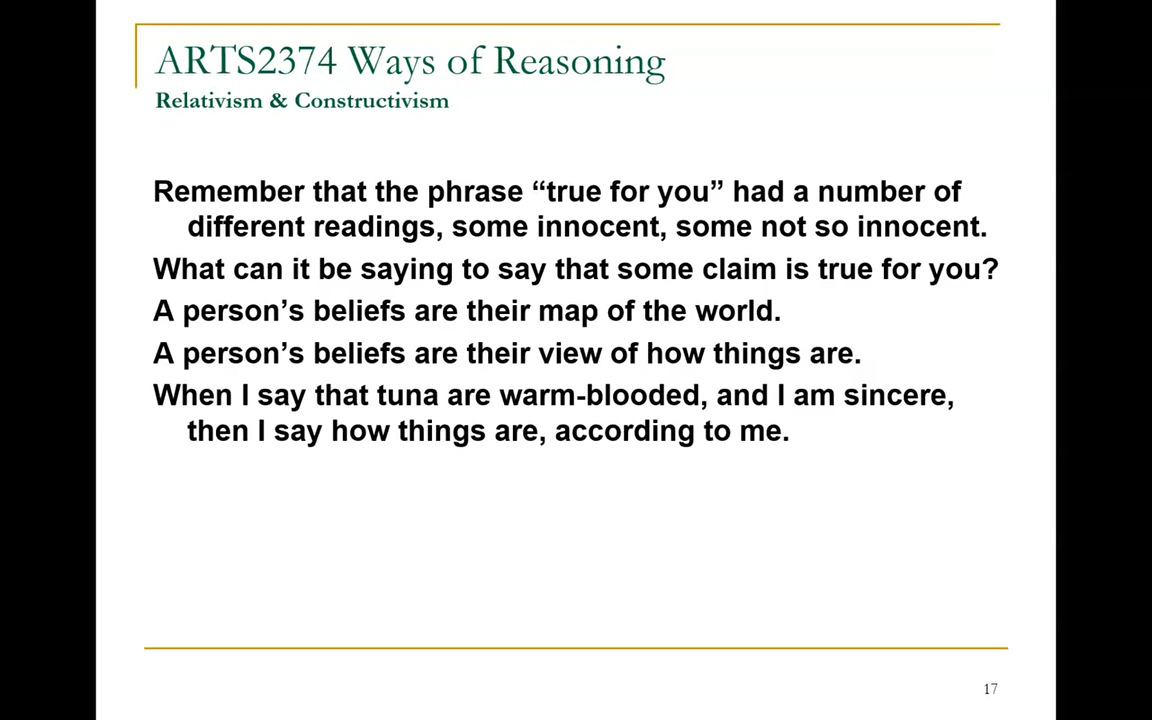 ARTS2374 Ways of Reasoning
Relativism & Constructivism
Remember that the phrase “true for you” had a number of
different readings, some innocent, some not so innocent.
What can it be saying to say that some claim is true for you?
A person’s beliefs are their map of the world.
A person’s beliefs are their view of how things are.
When I say that tuna are warm-blooded, and I am sincere,
then I say how things are, according to me.
17